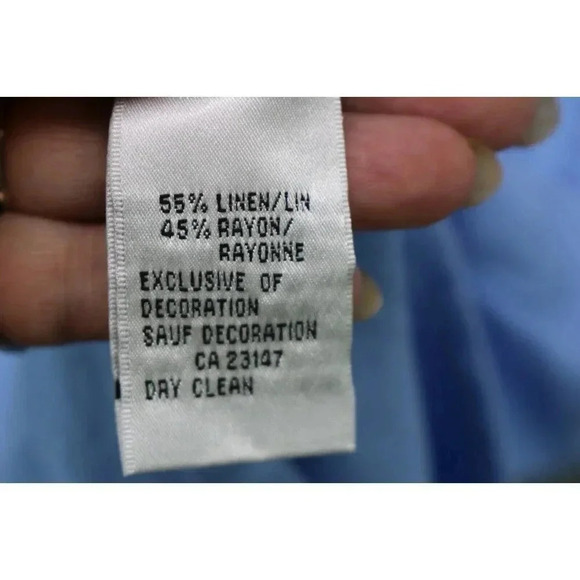 55% LINEN/LIN
45% RAYON/
RAYONNE
EXCLUSIVE OF
DECORATION
SAUF DECORATION
CA 23147
DRY CLEAN